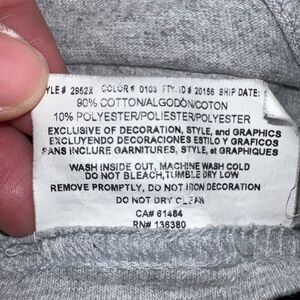 YLE # 2952X COLOR# 0103 FTY. ID# 20156 SHIP DATE:
90% COTTON/ALGODÓN/COTON
10% POLYESTER/POLIESTER/POLYESTER
EXCLUSIVE OF DECORATION, STYLE, and GRAPHICS
EXCLUYENDO DECORACIONES ESTILO Y GRAFICOS
SANS INCLURE GARNITURES, STYLE, et GRAPHIQUES
WASH INSIDE OUT, MACHINE WASH COLD
DO NOT BLEACH, TUMBLE DRY LOW
REMOVE PROMPTLY, DO NOT IRON DECORATION
DO NOT DRY CLEAN
CA# 61484
RN# 136380